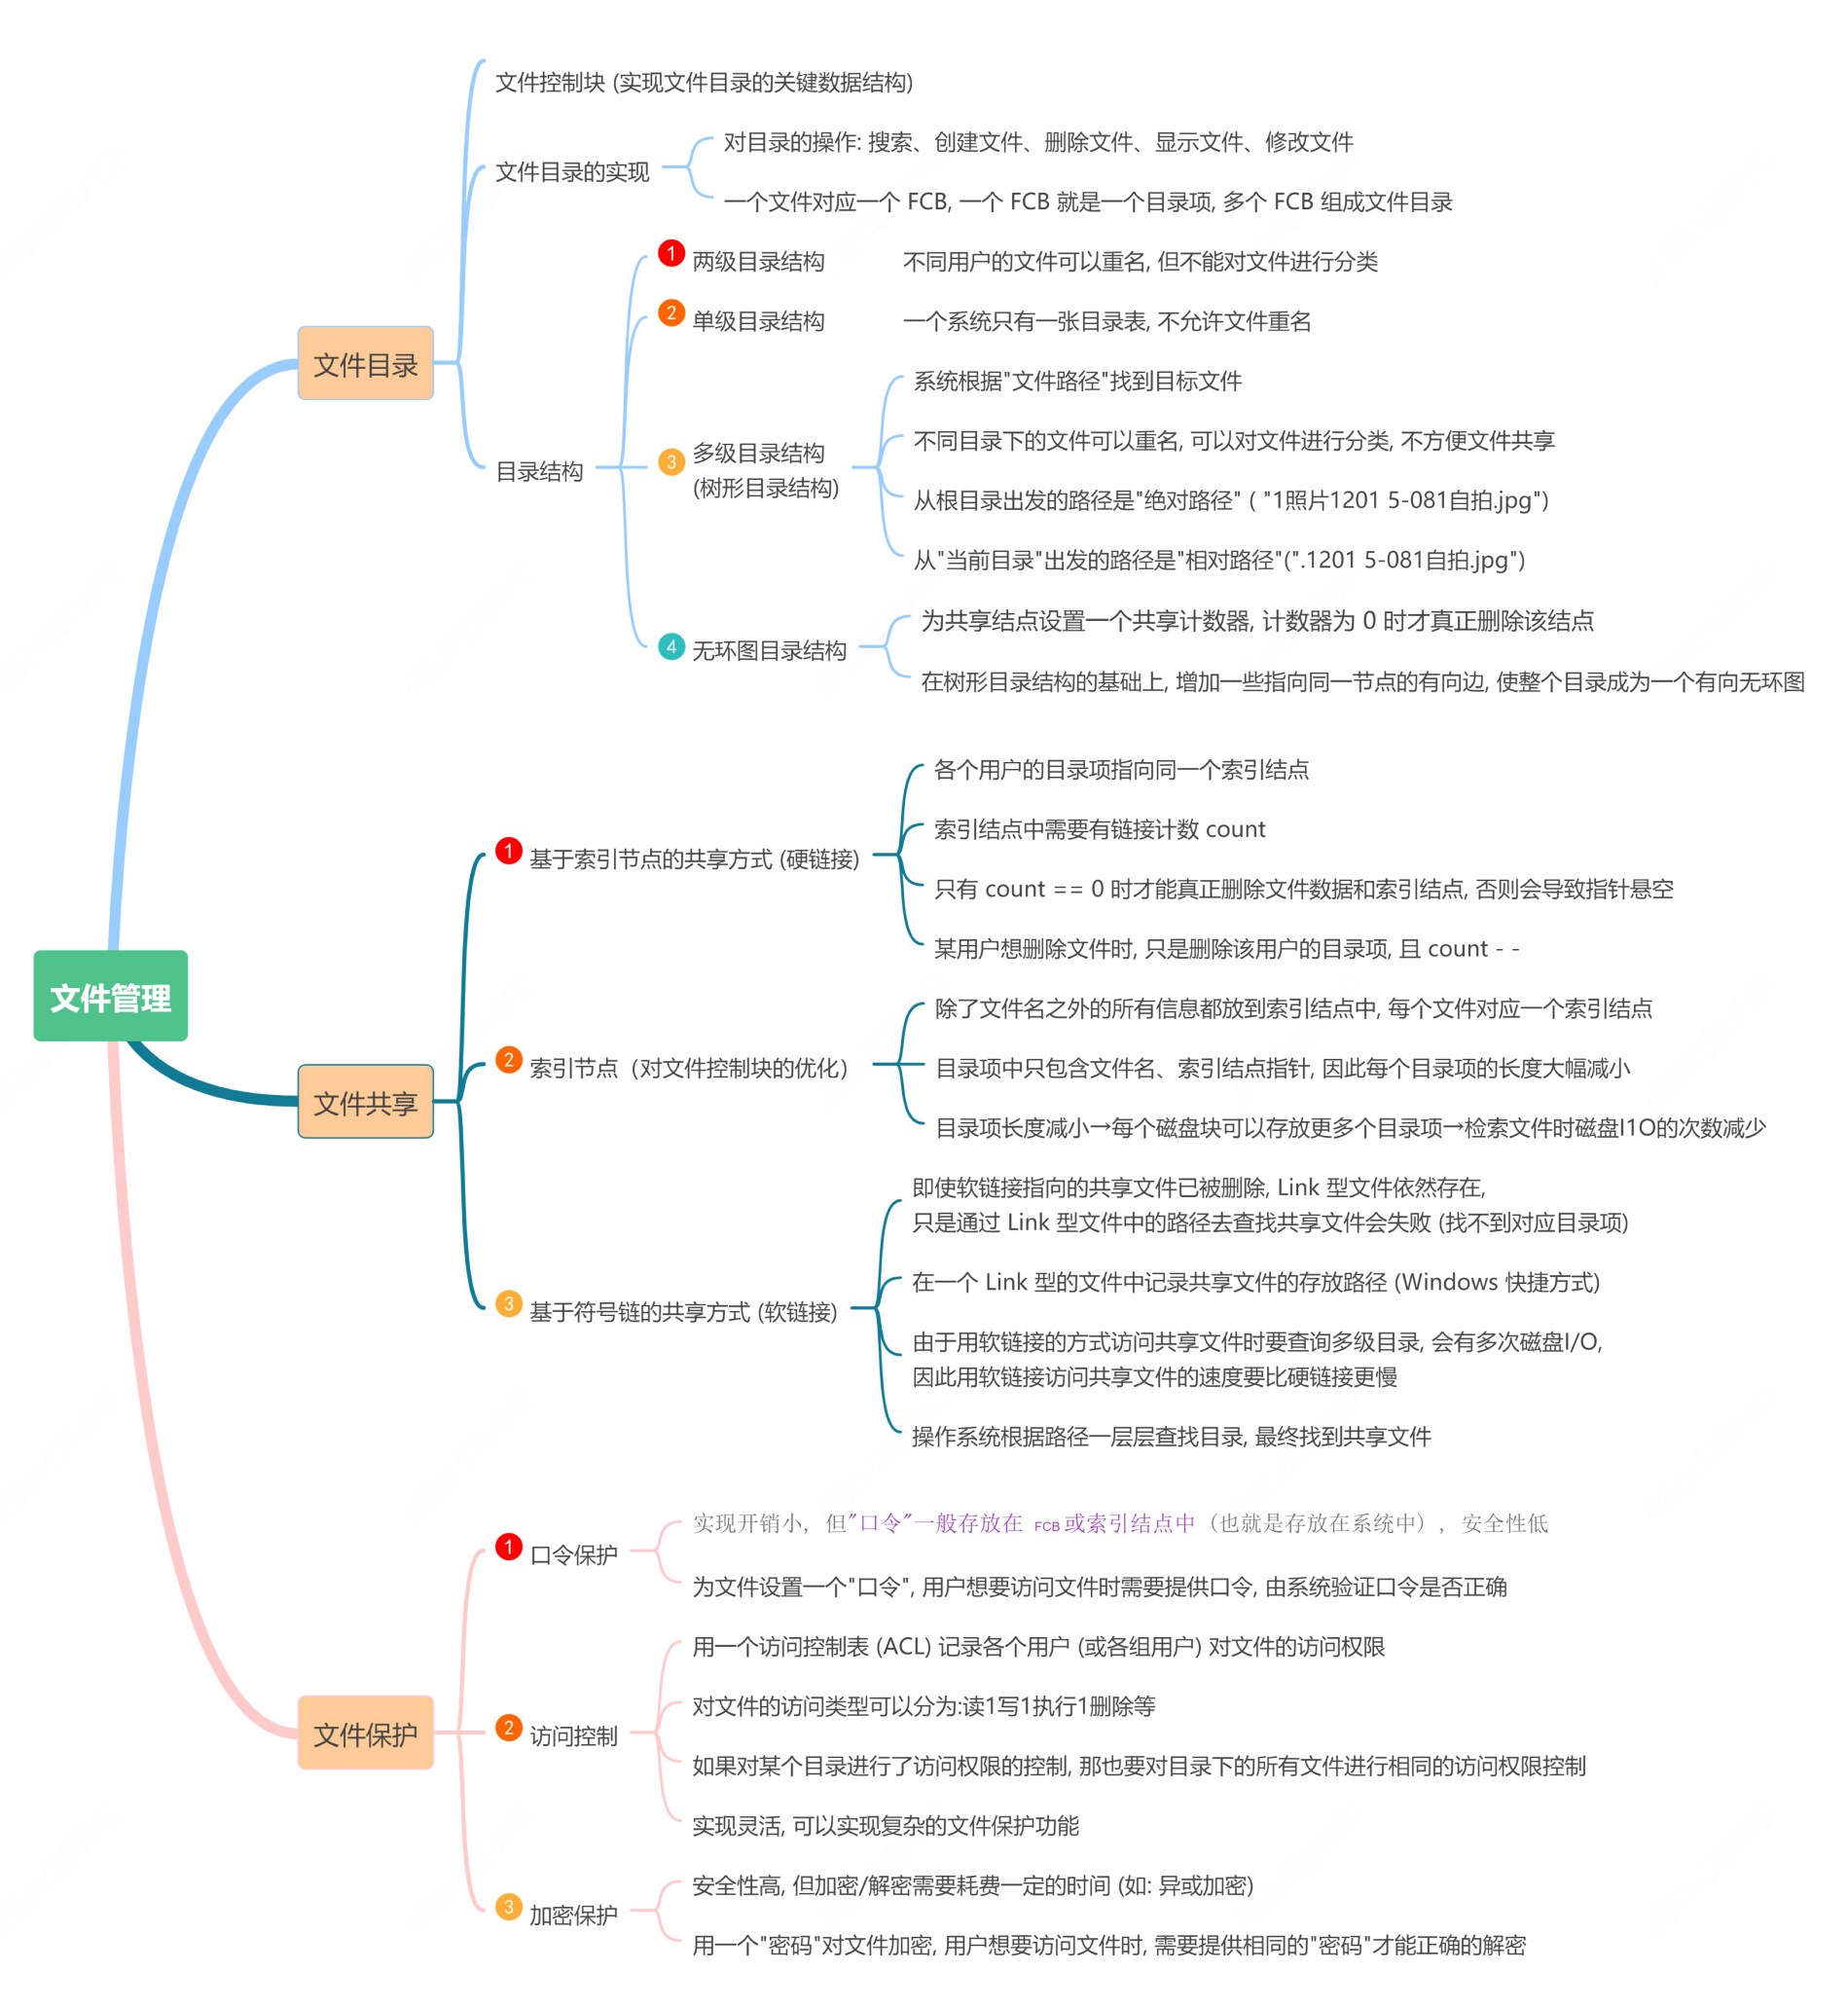 文件管理
文件目录
文件控制块 (实现文件目录的关键数据结构)
文件目录的实现
对目录的操作: 搜索、创建文件、删除文件、显示文件、修改文件
一个文件对应一个 FCB, 一个 FCB 就是一个目录项, 多个 FCB 组成文件目录
目录结构
1 两级目录结构
不同用户的文件可以重名, 但不能对文件进行分类
2 单级目录结构
一个系统只有一张目录表, 不允许文件重名
3 多级目录结构
(树形目录结构)
系统根据"文件路径"找到目标文件
不同目录下的文件可以重名, 可以对文件进行分类, 不方便文件共享
从根目录出发的路径是"绝对路径" ( "1照片1201 5-081自拍.jpg")
从"当前目录"出发的路径是"相对路径"(".1201 5-081自拍.jpg")
4 无环图目录结构
为共享结点设置一个共享计数器, 计数器为 0 时才真正删除该结点
在树形目录结构的基础上, 增加一些指向同一节点的有向边, 使整个目录成为一个有向无环图
文件共享
1 基于索引节点的共享方式 (硬链接)
各个用户的目录项指向同一个索引结点
索引结点中需要有链接计数 count
只有 count == 0 时才能真正删除文件数据和索引结点, 否则会导致指针悬空
某用户想删除文件时, 只是删除该用户的目录项, 且 count - -
2 索引节点（对文件控制块的优化）
除了文件名之外的所有信息都放到索引结点中, 每个文件对应一个索引结点
目录项中只包含文件名、索引结点指针, 因此每个目录项的长度大幅减小
目录项长度减小→每个磁盘块可以存放更多个目录项→检索文件时磁盘I1O的次数减少
3 基于符号链的共享方式 (软链接)
即使软链接指向的共享文件已被删除, Link 型文件依然存在,
只是通过 Link 型文件中的路径去查找共享文件会失败 (找不到对应目录项)
在一个 Link 型的文件中记录共享文件的存放路径 (Windows 快捷方式)
由于用软链接的方式访问共享文件时要查询多级目录, 会有多次磁盘I/O,
因此用软链接访问共享文件的速度要比硬链接更慢
操作系统根据路径一层层查找目录, 最终找到共享文件
文件保护
1 口令保护
实现开销小，但"口令"一般存放在 FCB 或索引结点中（也就是存放在系统中），安全性低
为文件设置一个"口令", 用户想要访问文件时需要提供口令, 由系统验证口令是否正确
2 访问控制
用一个访问控制表 (ACL) 记录各个用户 (或各组用户) 对文件的访问权限
对文件的访问类型可以分为:读1写1执行1删除等
如果对某个目录进行了访问权限的控制, 那也要对目录下的所有文件进行相同的访问权限控制
实现灵活, 可以实现复杂的文件保护功能
3 加密保护
安全性高, 但加密/解密需要耗费一定的时间 (如: 异或加密)
用一个"密码"对文件加密, 用户想要访问文件时, 需要提供相同的"密码"才能正确的解密